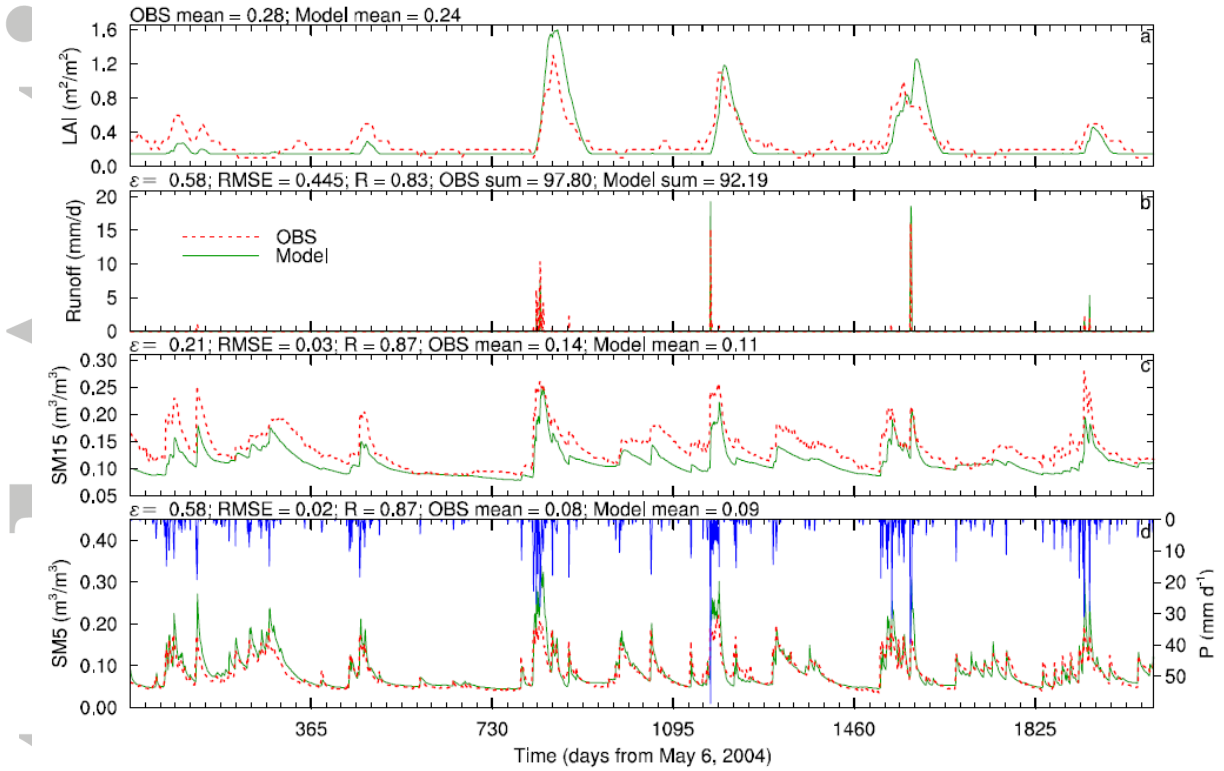 OBS mean = 0.28; Model mean = 0.24
a
1.6
1.2
0.8
0.4
0.0
LAI (m²/m²)
ε= 0.58; RMSE = 0.445; R = 0.83; OBS sum = 97.80; Model sum = 92.19
b
20
15
10
5
0
Runoff (mm/d)
OBS
Model
ε= 0.21; RMSE = 0.03; R = 0.87; OBS mean = 0.14; Model mean = 0.11
c
0.30
0.25
0.20
0.15
0.10
0.05
SM15 (m³/m³)
ε= 0.58; RMSE = 0.02; R = 0.87; OBS mean = 0.08; Model mean = 0.09
d
0.40
0.30
0.20
0.10
0.00
SM5 (m³/m³)
0
10
20
30
40
50
P (mm d⁻¹)
365 730 1095 1460 1825
Time (days from May 6, 2004)